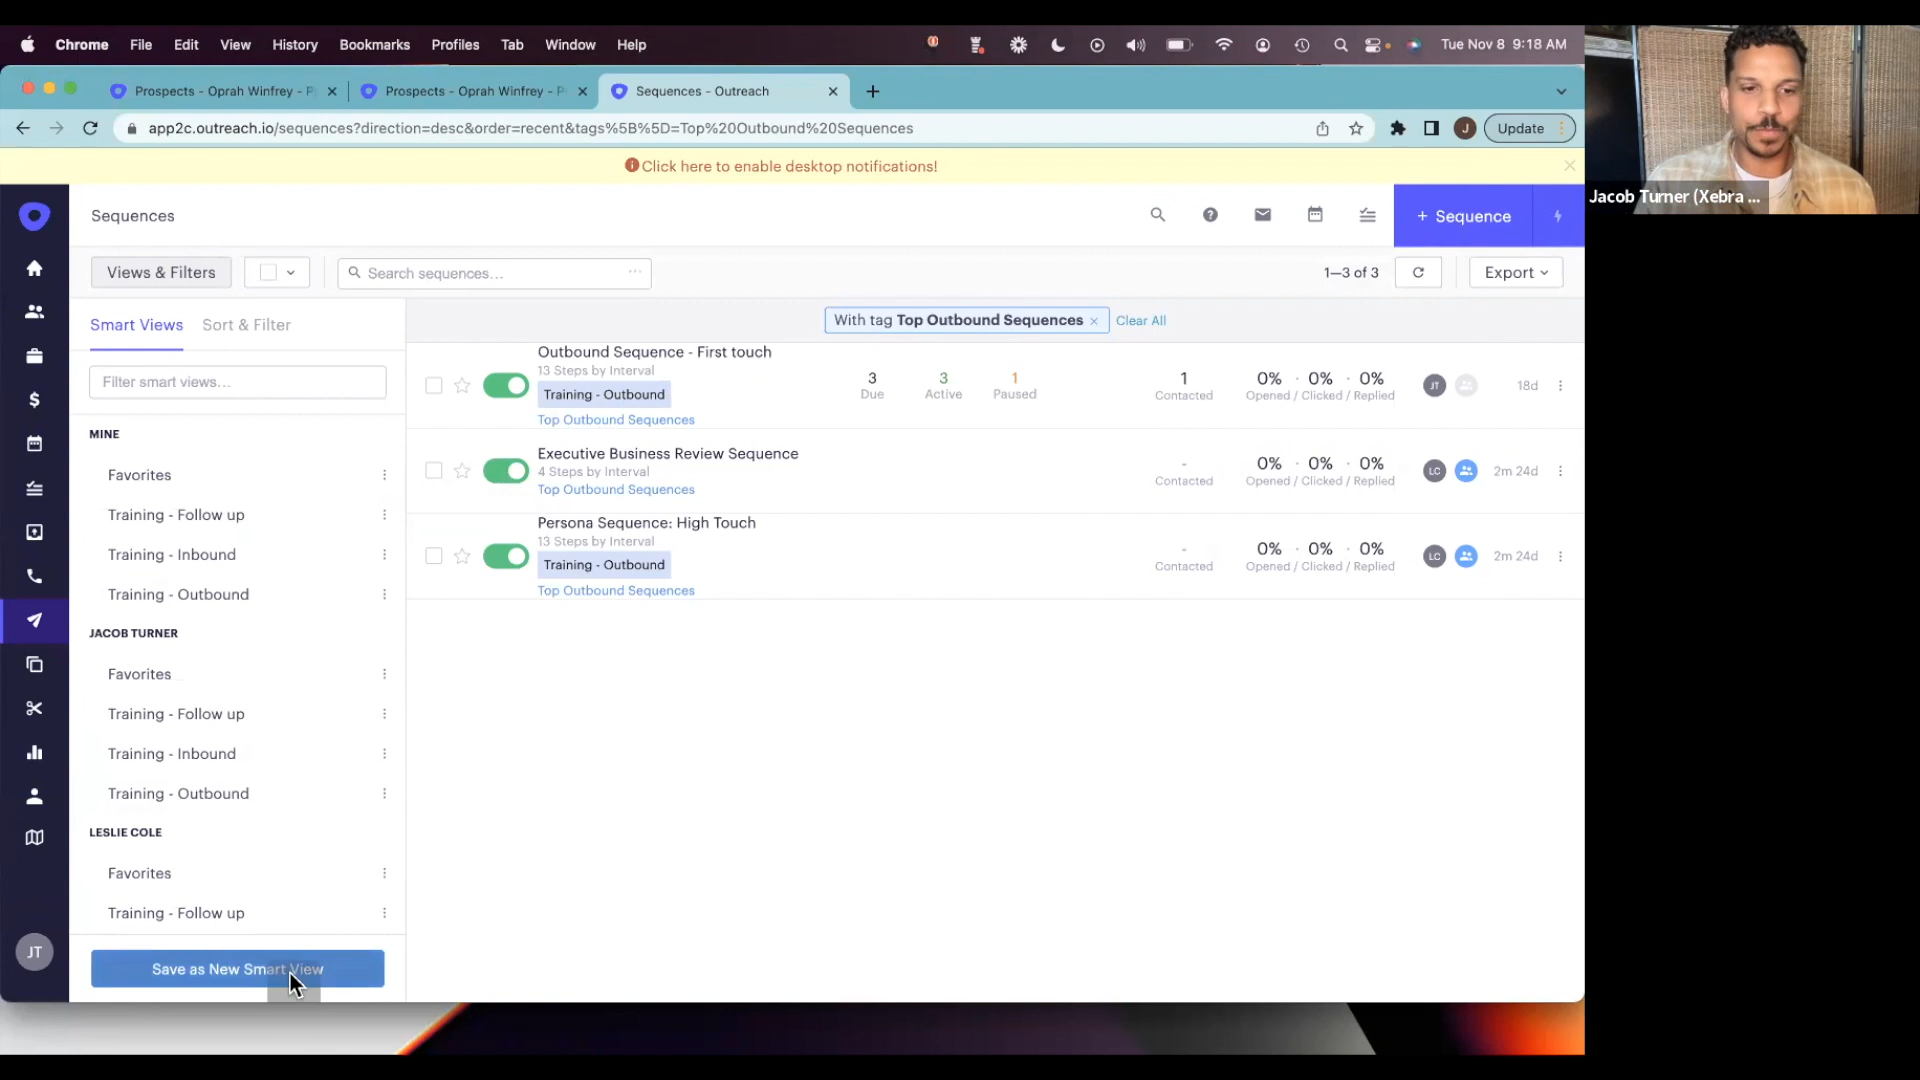 Chrome File Edit View History Bookmarks Profiles Tab Window Help Tue Nov 8 9:18 AM
Prospects - Oprah Winfrey - P Prospects - Oprah Winfrey - P Sequences - Outreach
app2c.outreach.io/sequences?direction=desc&order=recent&tags%5B%5D=Top%20Outbound%20Sequences J Update
Click here to enable desktop notifications!
Jacob Turner (Xebra ...
Sequences + Sequence
Views & Filters Search sequences... 1—3 of 3 Export
Smart Views Sort & Filter
With tag Top Outbound Sequences × Clear All
Filter smart views...
MINE
Favorites
Training - Follow up
Training - Inbound
Training - Outbound
JACOB TURNER
Favorites
Training - Follow up
Training - Inbound
Training - Outbound
LESLIE COLE
Favorites
Training - Follow up
Save as New Smart View
JT
Outbound Sequence - First touch
13 Steps by Interval
Training - Outbound
Top Outbound Sequences
3 3 1 1 0% · 0% · 0% JT 18d
Due Active Paused Contacted Opened / Clicked / Replied
Executive Business Review Sequence
4 Steps by Interval
Top Outbound Sequences
- 0% · 0% · 0% LC 2m 24d
Contacted Opened / Clicked / Replied
Persona Sequence: High Touch
13 Steps by Interval
Training - Outbound
Top Outbound Sequences
- 0% · 0% · 0% LC 2m 24d
Contacted Opened / Clicked / Replied